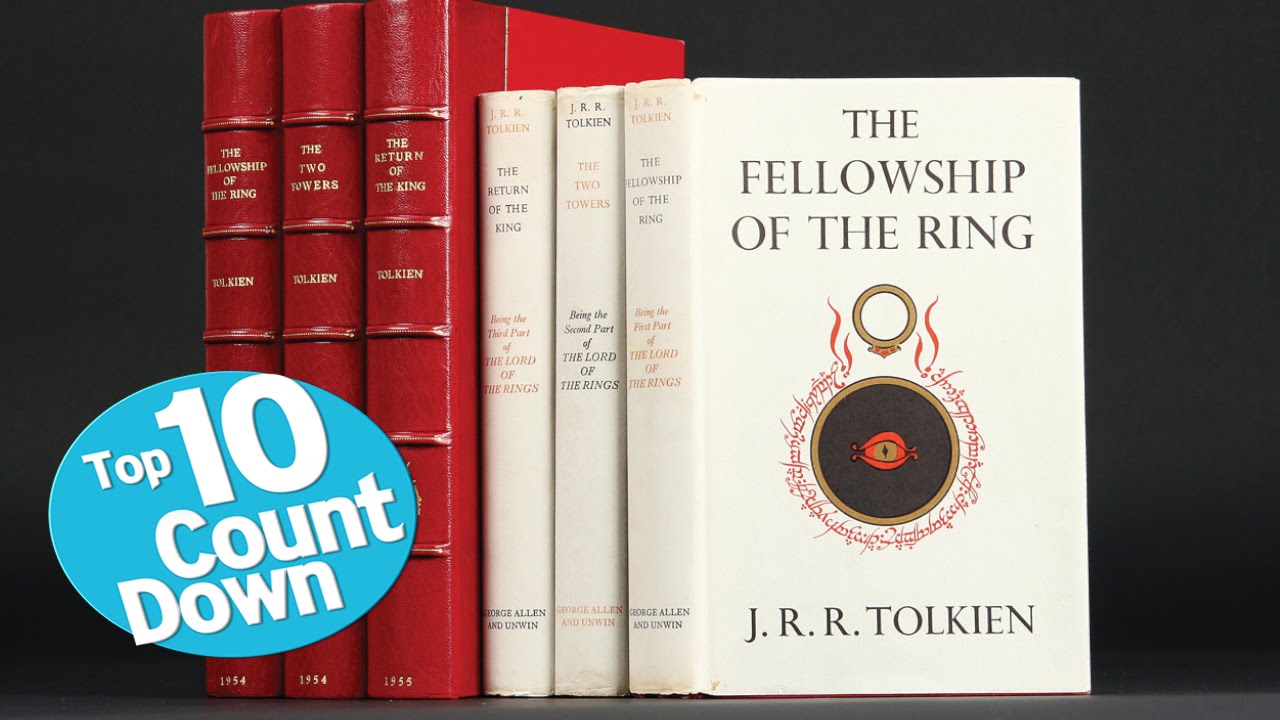 THE
FELLOWSHIP
OF
THE RING
TOLKIEN
1954
THE
TWO
TOWERS
TOLKIEN
1954
THE
RETURN
OF
THE KING
TOLKIEN
1955
J. R. R.
TOLKIEN
THE
RETURN
OF THE
KING
Being the
Third Part
of
THE LORD
OF THE
RINGS
GEORGE ALLEN
AND UNWIN
J. R. R.
TOLKIEN
THE
TWO
TOWERS
Being the
Second Part
of
THE LORD
OF THE
RINGS
GEORGE ALLEN
AND UNWIN
J. R. R.
TOLKIEN
THE
FELLOWSHIP
OF THE
RING
Being the
First Part
of
THE LORD
OF THE
RINGS
GEORGE ALLEN
AND UNWIN
THE
FELLOWSHIP
OF THE RING
J. R. R. TOLKIEN
Top 10
Count
Down